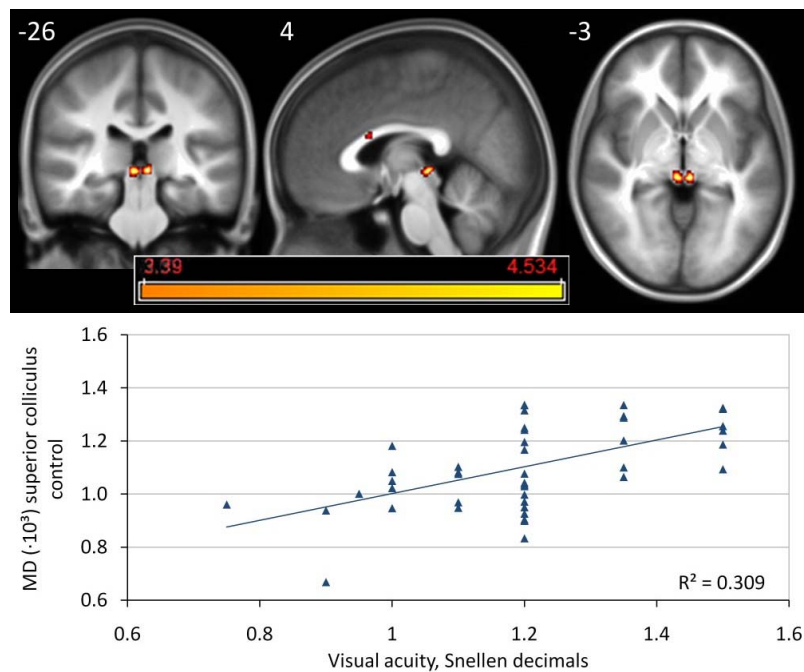 -26 4 -3
3.39 4.534
1.6
1.4
1.2
1.0
0.8
0.6
MD (·10³) superior colliculus
control
R² = 0.309
0.6 0.8 1 1.2 1.4 1.6
Visual acuity, Snellen decimals